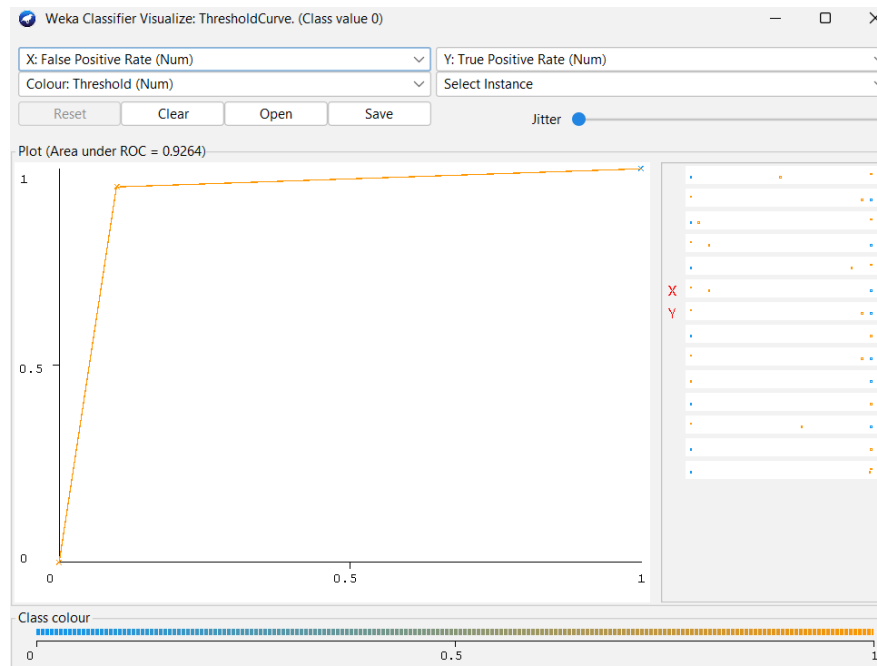 Weka Classifier Visualize: ThresholdCurve. (Class value 0)
X: False Positive Rate (Num)
Y: True Positive Rate (Num)
Colour: Threshold (Num)
Select Instance
Reset
Clear
Open
Save
Jitter
Plot (Area under ROC = 0.9264)
1
0.5
0
0
0.5
1
X
Y
Class colour
0
0.5
1